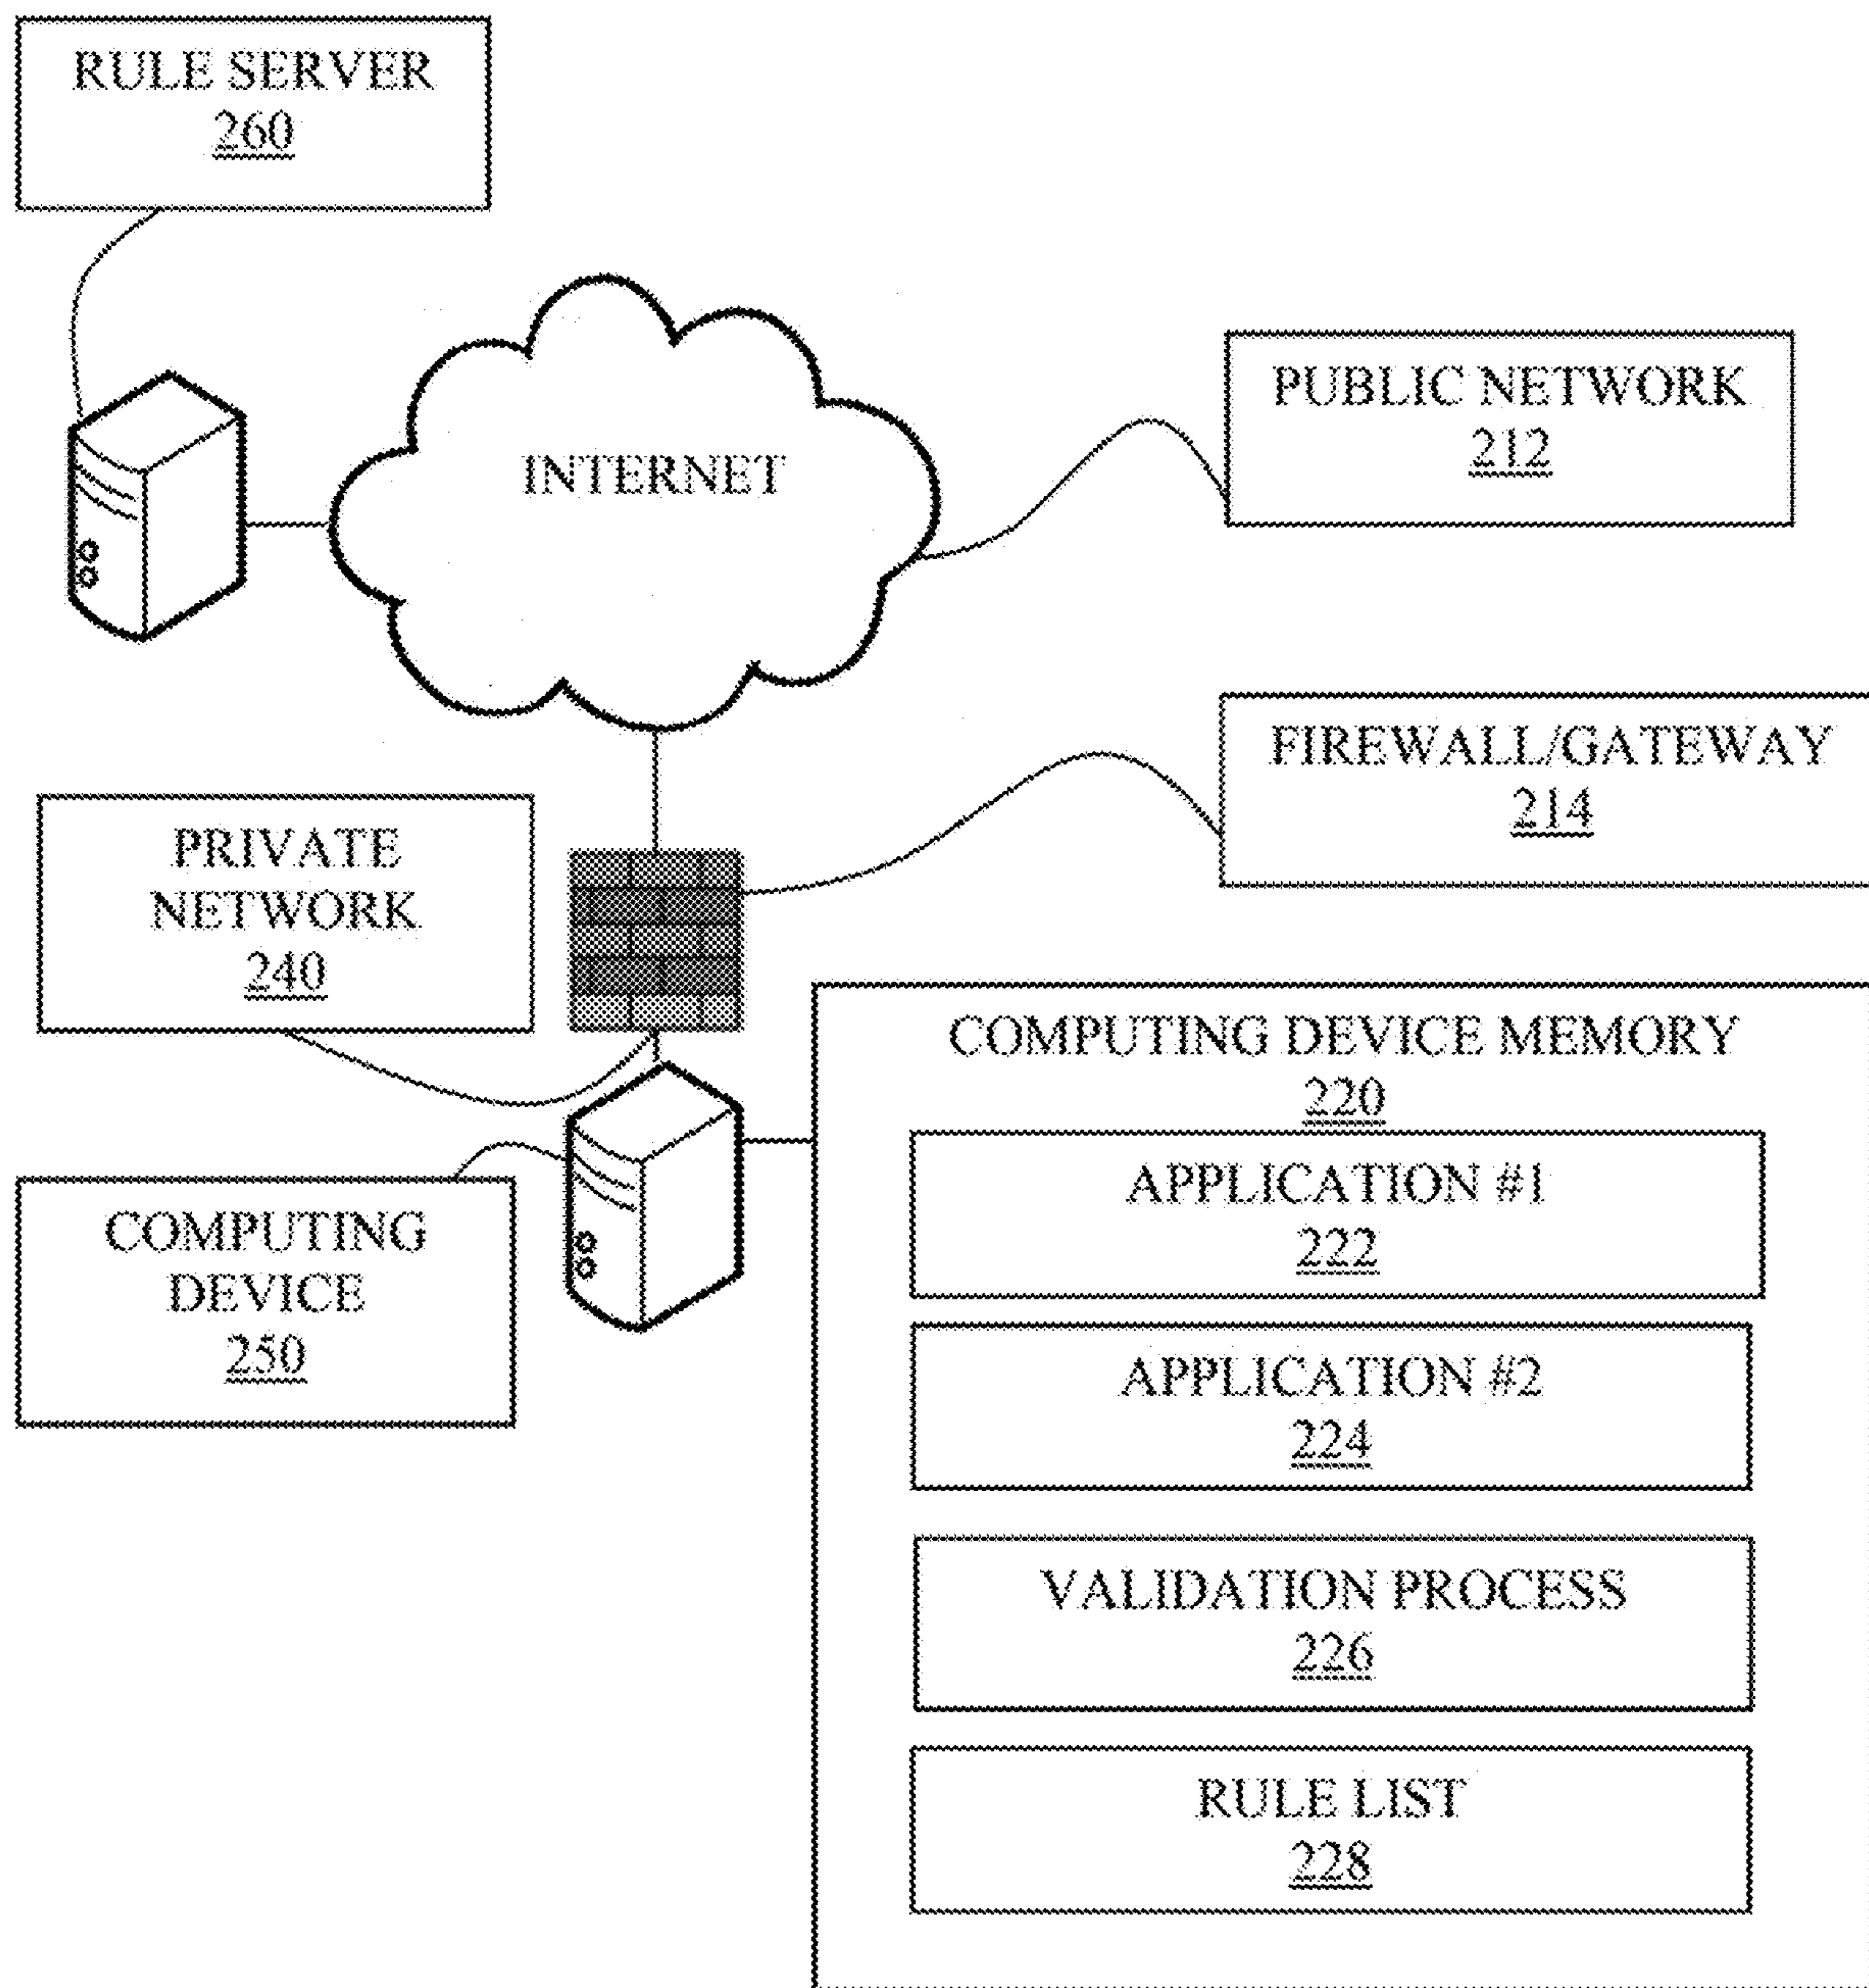 RULE SERVER
260
INTERNET
PUBLIC NETWORK
212
FIREWALL/GATEWAY
214
PRIVATE
NETWORK
240
COMPUTING DEVICE MEMORY
220
APPLICATION #1
222
COMPUTING
DEVICE
250
APPLICATION #2
224
VALIDATION PROCESS
226
RULE LIST
228